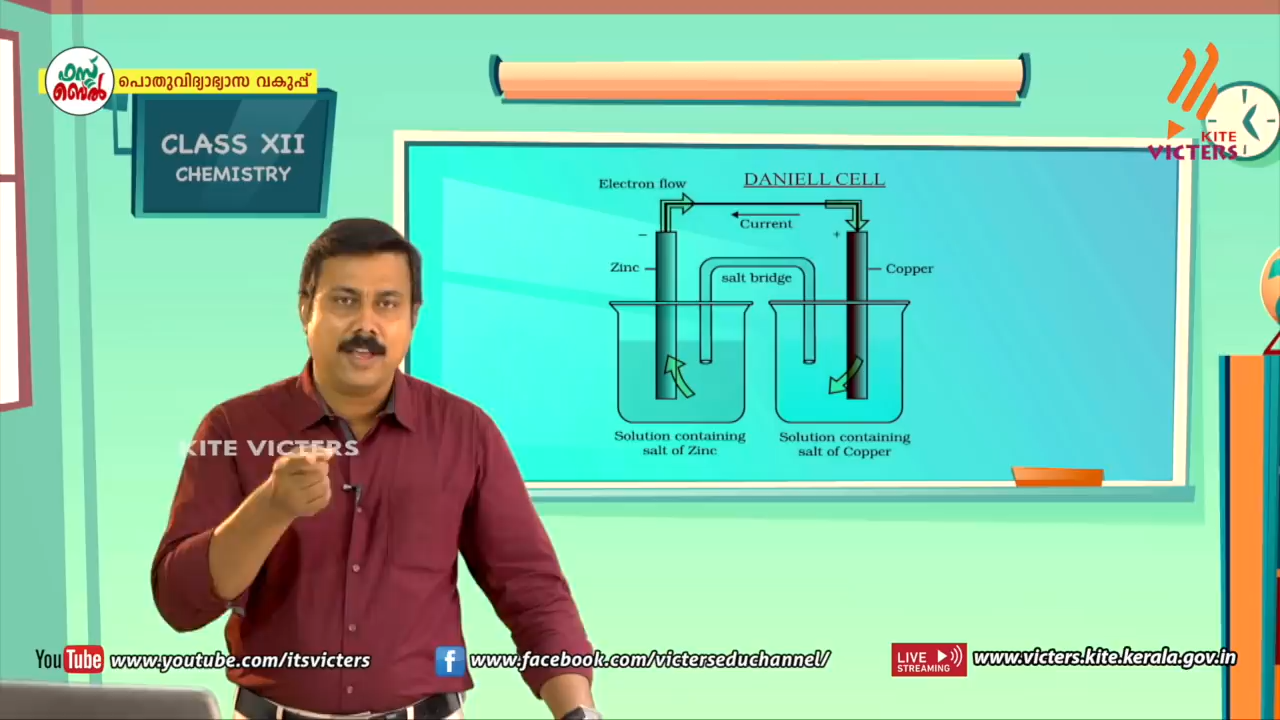 ഫസ്റ്റ്
ബെൽ
പൊതുവിദ്യാഭ്യാസ വകുപ്പ്
CLASS XII
CHEMISTRY
KITE
VICTERS
DANIELL CELL
Electron flow
Current
−
+
Zinc
salt bridge
Copper
Solution containing
salt of Zinc
Solution containing
salt of Copper
KITE VICTERS
YouTube www.youtube.com/itsvicters
f www.facebook.com/victerseduchannel/
LIVE
STREAMING
www.victers.kite.kerala.gov.in